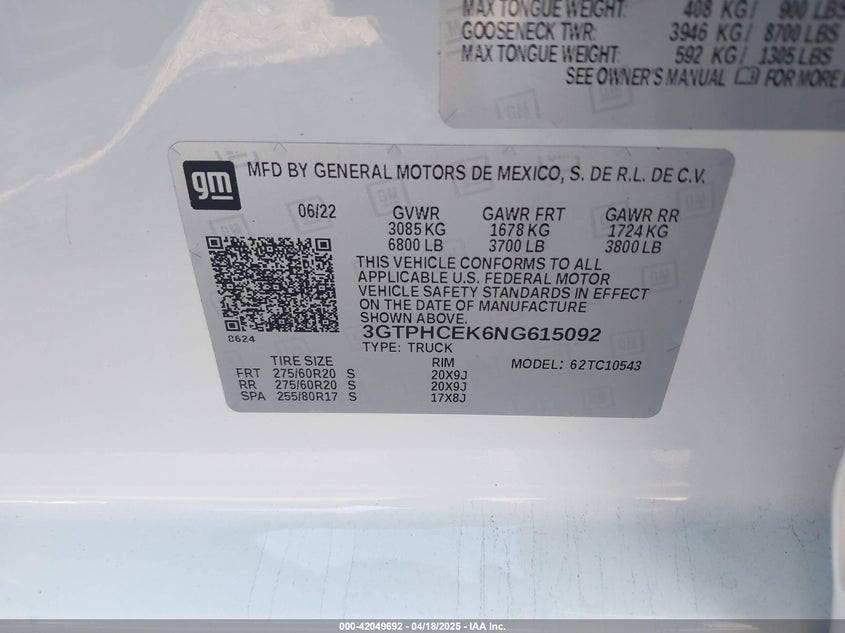 MAX TONGUE WEIGHT: 408 KG / 900 LBS
GOOSENECK TWR: 3946 KG / 8700 LBS
MAX TONGUE WEIGHT: 592 KG / 1305 LBS
SEE OWNER'S MANUAL FOR MORE
gm MFD BY GENERAL MOTORS DE MEXICO, S. DE R.L. DE C.V.
06/22 GVWR GAWR FRT GAWR RR
3085 KG 1678 KG 1724 KG
6800 LB 3700 LB 3800 LB
THIS VEHICLE CONFORMS TO ALL
APPLICABLE U.S. FEDERAL MOTOR
VEHICLE SAFETY STANDARDS IN EFFECT
ON THE DATE OF MANUFACTURE
SHOWN ABOVE.
8624 3GTPHCEK6NG615092
TYPE: TRUCK
TIRE SIZE RIM MODEL: 62TC10543
FRT 275/60R20 S 20X9J
RR 275/60R20 S 20X9J
SPA 255/80R17 S 17X8J
000-42049692 - 04/18/2025 - IAA Inc.